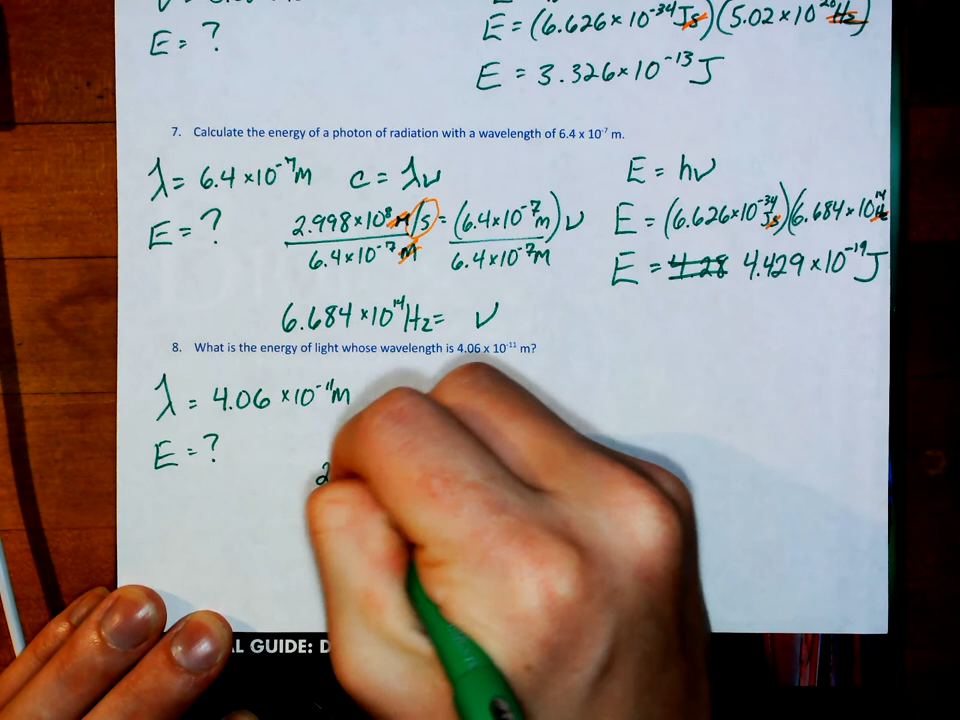 E = ?
E = (6.626 × 10⁻³⁴ Js)(5.02 × 10²⁰ Hz)
E = 3.326 × 10⁻¹³ J
7. Calculate the energy of a photon of radiation with a wavelength of 6.4 x 10⁻⁷ m.
λ = 6.4 × 10⁻⁷ m
E = ?
c = λν
2.998 × 10⁸ m/s = (6.4 × 10⁻⁷ m) ν
6.4 × 10⁻⁷ m 6.4 × 10⁻⁷ m
6.684 × 10¹⁴ Hz = ν
E = hν
E = (6.626 × 10⁻³⁴ Js)(6.684 × 10¹⁴ Hz
E = 4.28 4.429 × 10⁻¹⁹ J
8. What is the energy of light whose wavelength is 4.06 x 10⁻¹¹ m?
λ = 4.06 × 10⁻¹¹ m
E = ?
2
AL GUIDE: D